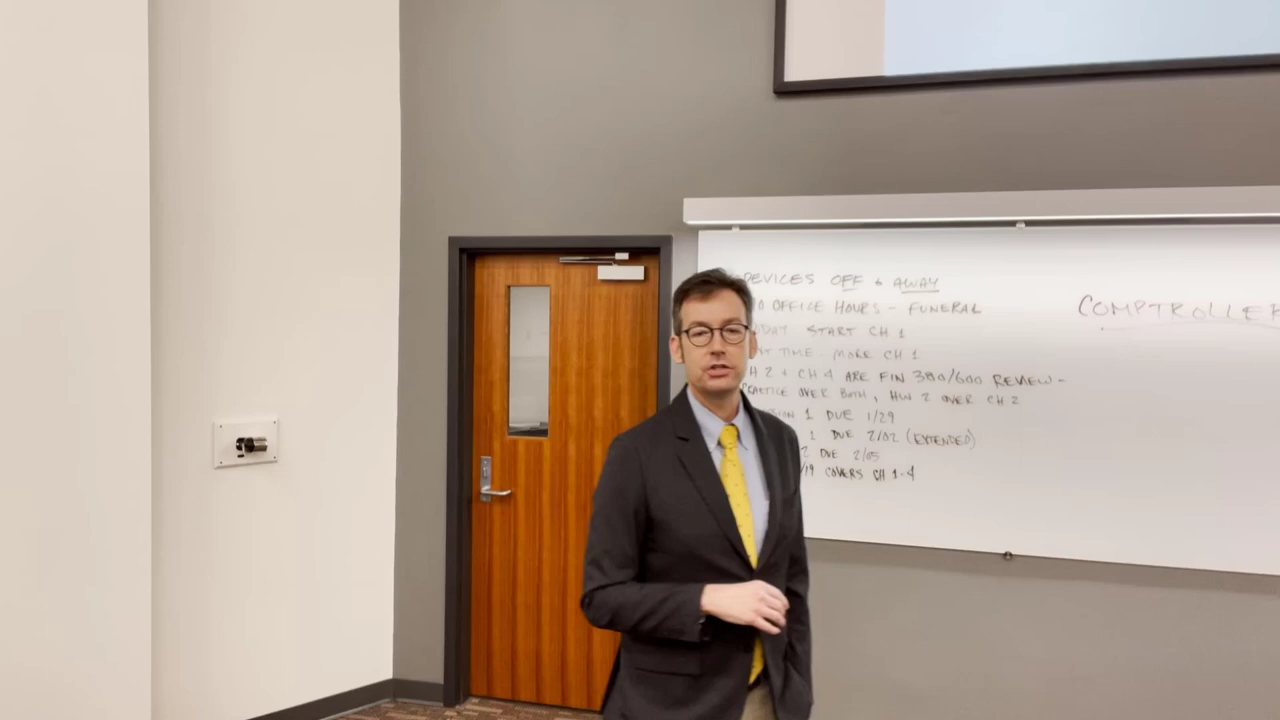 DEVICES OFF & AWAY
OFFICE HOURS - FUNERAL
START CH 1
TIME - MORE CH 1
2 + CH 4 ARE FIN 380/600 REVIEW -
OVER BOTH, HW 2 OVER CH 2
1 DUE 1/29
1 DUE 2/02 (EXTENDED)
2 DUE 2/05
COVERS CH 1-4
COMPTROLLER